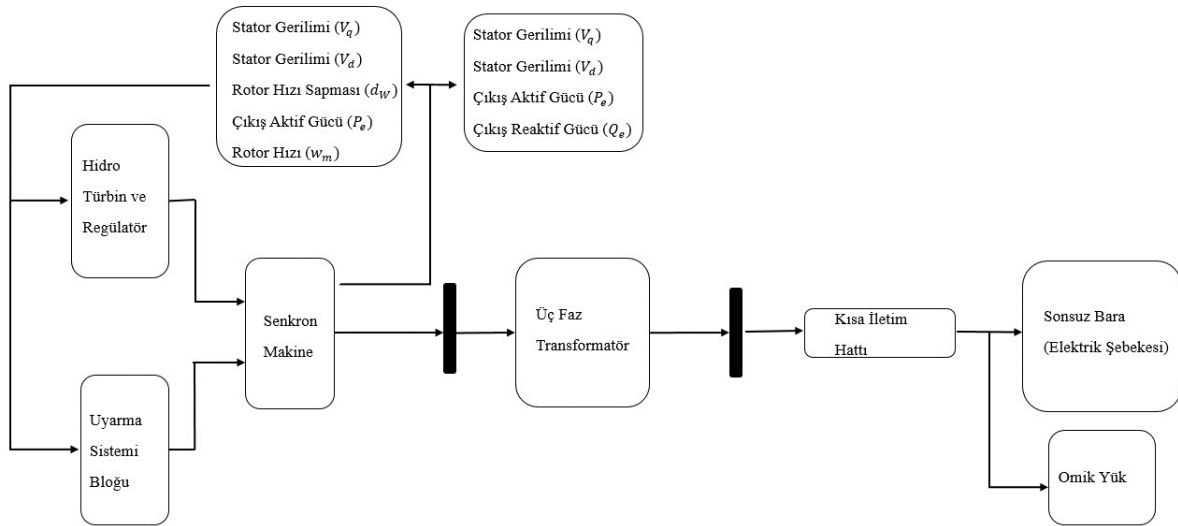 Stator Gerilimi (V_q)
Stator Gerilimi (V_d)
Rotor Hızı Sapması (d_W)
Çıkış Aktif Gücü (P_e)
Rotor Hızı (w_m)
Stator Gerilimi (V_q)
Stator Gerilimi (V_d)
Çıkış Aktif Gücü (P_e)
Çıkış Reaktif Gücü (Q_e)
Hidro
Türbin ve
Regülatör
Senkron
Makine
Üç Faz
Transformatör
Kısa İletim
Hattı
Sonsuz Bara
(Elektrik Şebekesi)
Uyarma
Sistemi
Bloğu
Omik Yük